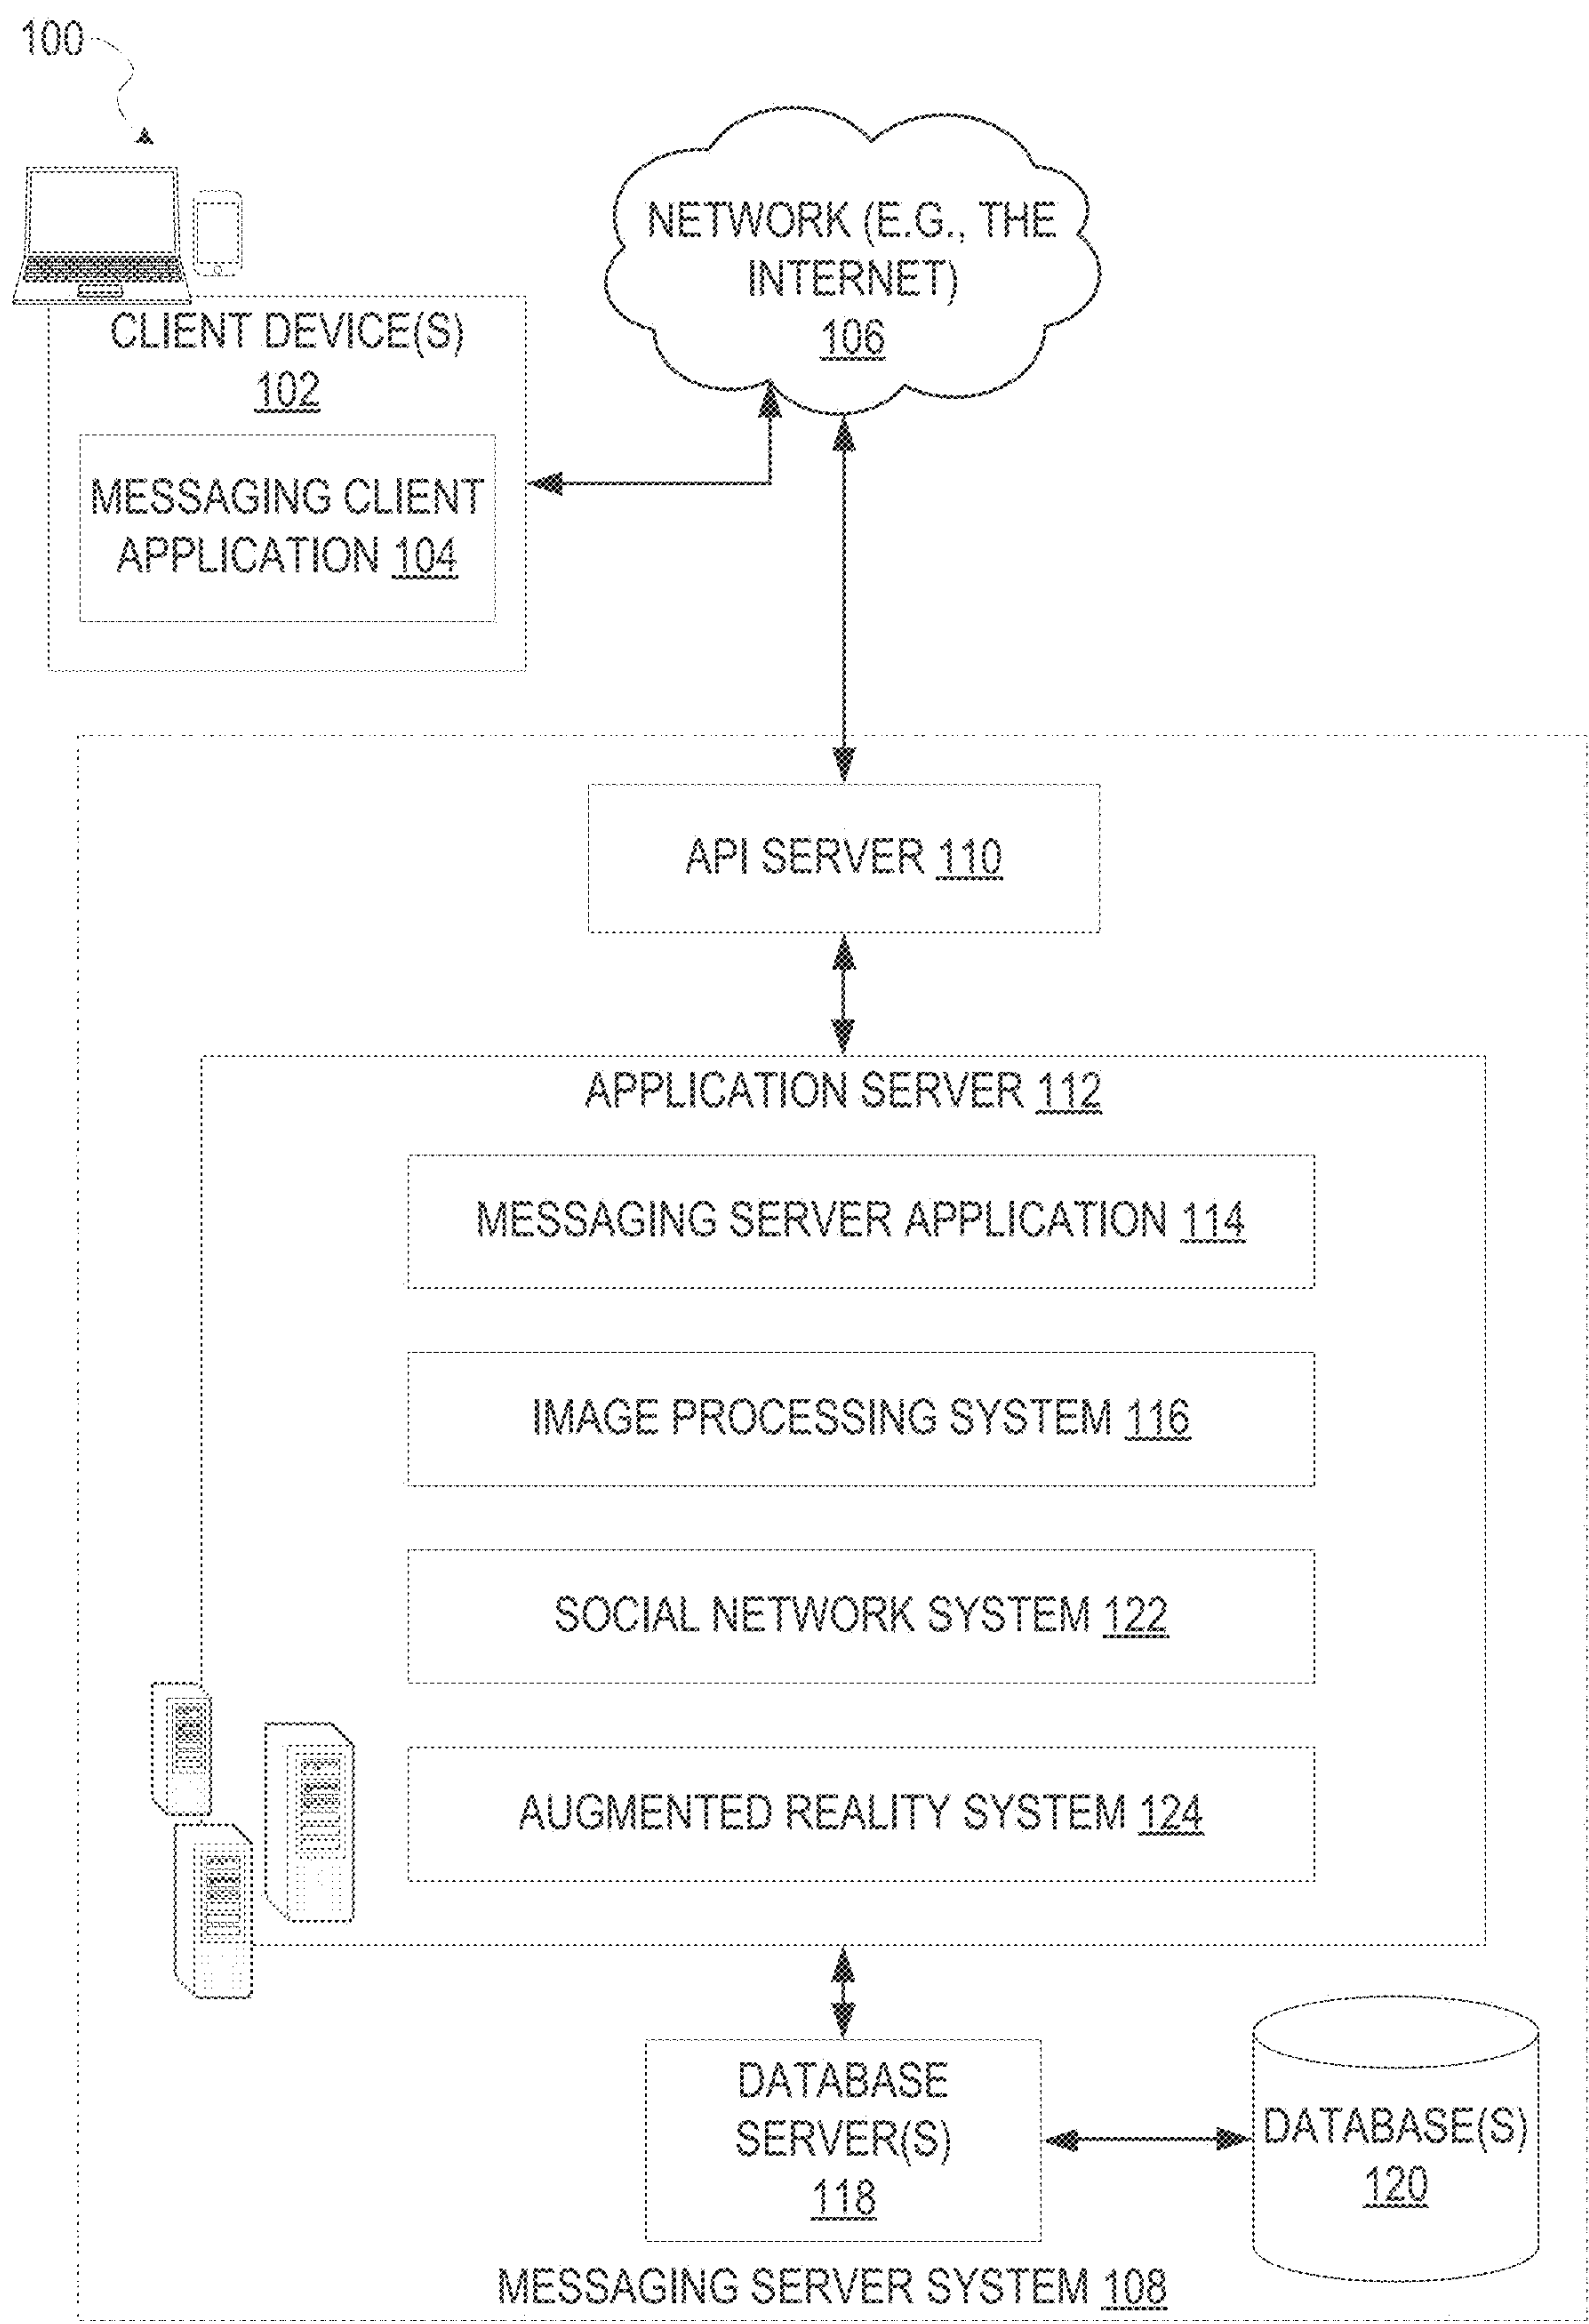 100
NETWORK (E.G., THE
INTERNET)
106
CLIENT DEVICE(S)
102
MESSAGING CLIENT
APPLICATION 104
API SERVER 110
APPLICATION SERVER 112
MESSAGING SERVER APPLICATION 114
IMAGE PROCESSING SYSTEM 116
SOCIAL NETWORK SYSTEM 122
AUGMENTED REALITY SYSTEM 124
DATABASE
SERVER(S)
118
DATABASE(S)
120
MESSAGING SERVER SYSTEM 108